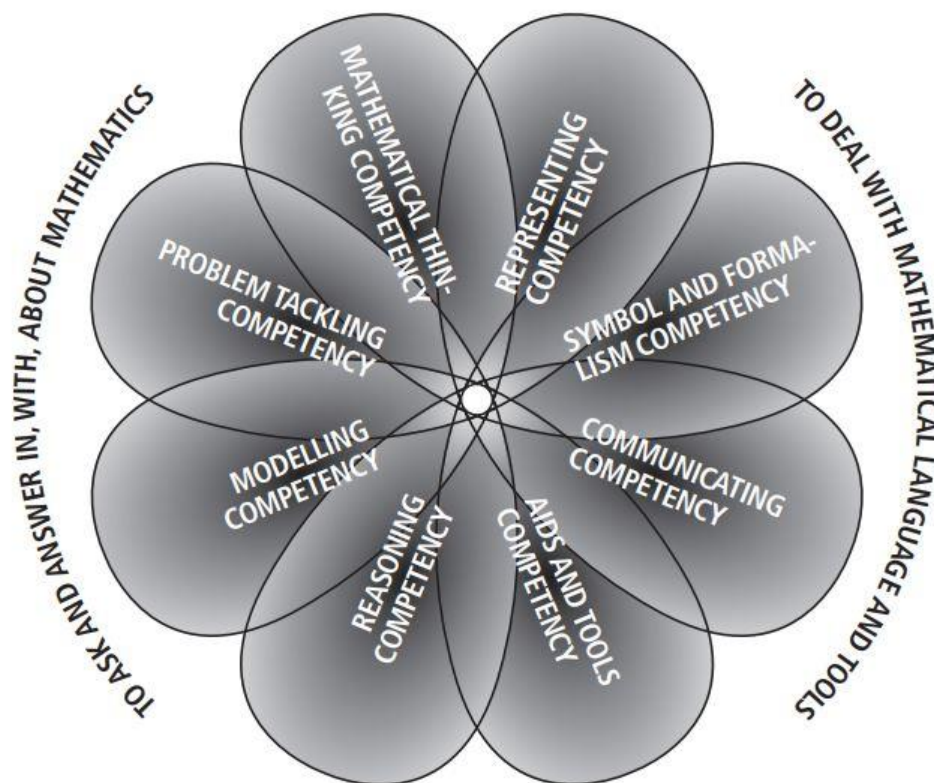 TO ASK AND ANSWER IN, WITH, ABOUT MATHEMATICS
MATHEMATICAL THIN-
KING COMPETENCY
PROBLEM TACKLING
COMPETENCY
MODELLING
COMPETENCY
REASONING
COMPETENCY
REPRESENTING
COMPETENCY
SYMBOL AND FORMA-
LISM COMPETENCY
COMMUNICATING
COMPETENCY
AIDS AND TOOLS
COMPETENCY
TO DEAL WITH MATHEMATICAL LANGUAGE AND TOOLS